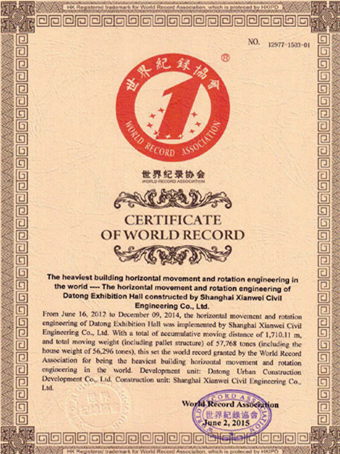 HK Registered trademark for World Record Association, which is protected by HKIPD
NO. 12977-1503-01
世界紀錄協會
®
1
WORLD RECORD ASSOCIATION
世界纪录协会
WORLD RECORD ASSOCIATION
CERTIFICATE
OF WORLD RECORD
The heaviest building horizontal movement and rotation engineering in
the world ---- The horizontal movement and rotation engineering of
Datong Exhibition Hall constructed by Shanghai Xianwei Civil
Engineering Co., Ltd.
From June 16, 2012 to December 09, 2014, the horizontal movement and rotation
engineering of Datong Exhibition Hall was implemented by Shanghai Xianwei Civil
Engineering Co., Ltd. With a total of accumulative moving distance of 1,710.11 m,
and total moving weight (including pallet structure) of 57,768 tones (including the
house weight of 56,296 tones), this set the world record granted by the World Record
Association for being the heaviest building horizontal movement and rotation
engineering in the world. Development unit: Datong Urban Construction
Development Co., Ltd. Construction unit: Shanghai Xianwei Civil Engineering Co.,
Ltd.
World Record Association
世界紀錄協會
June 2, 2015